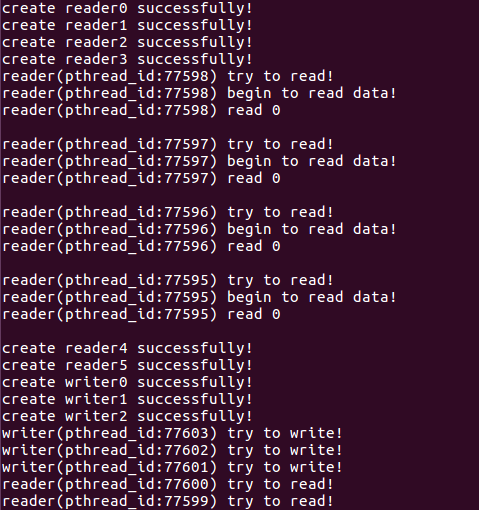 create reader0 successfully!
create reader1 successfully!
create reader2 successfully!
create reader3 successfully!
reader(pthread_id:77598) try to read!
reader(pthread_id:77598) begin to read data!
reader(pthread_id:77598) read 0
reader(pthread_id:77597) try to read!
reader(pthread_id:77597) begin to read data!
reader(pthread_id:77597) read 0
reader(pthread_id:77596) try to read!
reader(pthread_id:77596) begin to read data!
reader(pthread_id:77596) read 0
reader(pthread_id:77595) try to read!
reader(pthread_id:77595) begin to read data!
reader(pthread_id:77595) read 0
create reader4 successfully!
create reader5 successfully!
create writer0 successfully!
create writer1 successfully!
create writer2 successfully!
writer(pthread_id:77603) try to write!
writer(pthread_id:77602) try to write!
writer(pthread_id:77601) try to write!
reader(pthread_id:77600) try to read!
reader(pthread_id:77599) try to read!